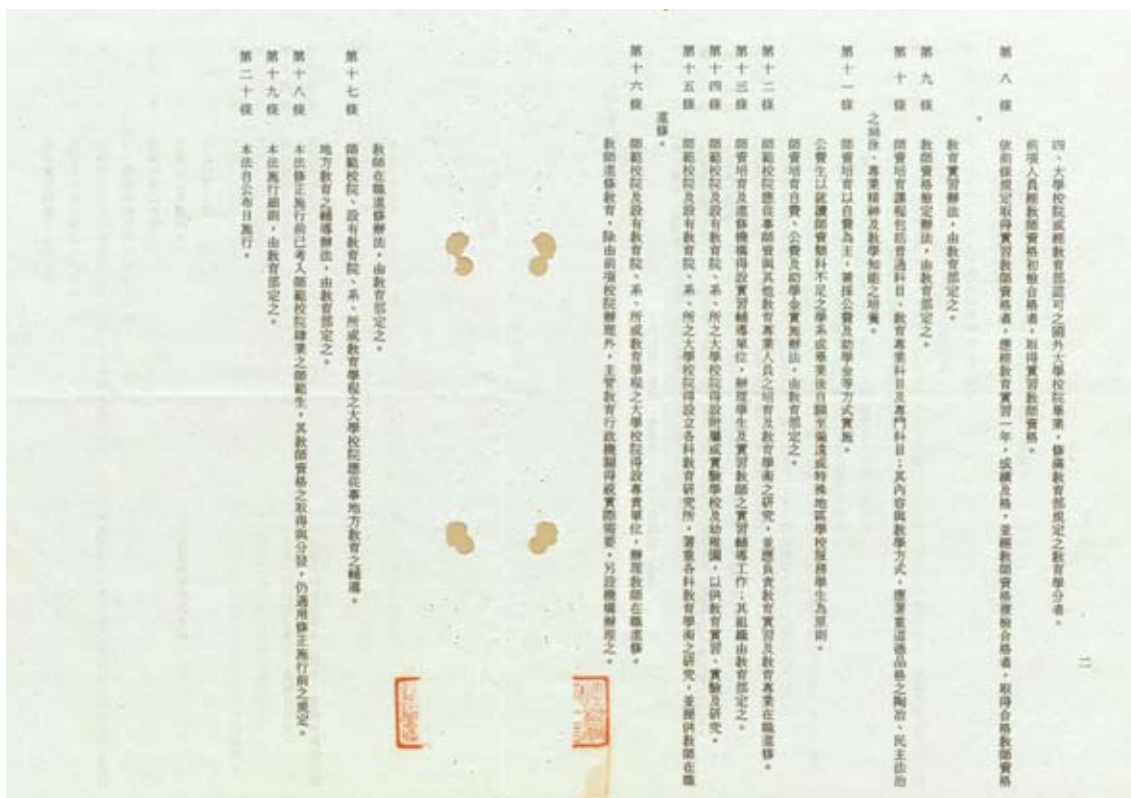 二
四、大學校院或經教育部認可之國外大學校院畢業，修滿教育部規定之教育學分者。
前項人員經教師資格初檢合格者，取得實習教師資格。
第八條　依前條規定取得實習教師資格者，應經教育實習一年，成績及格，並經教師資格複檢合格者，取得合格教師資格
教育實習辦法，由教育部定之。
第九條　教師資格檢定辦法，由教育部定之。
第十條　師資培育課程包括普通科目、教育專業科目及專門科目；其內容與教學方式，應著重道德品格之陶冶、民主法治
之涵泳、專業精神及教學知能之培養。
第十一條　師資培育以自費為主，兼採公費及助學金等方式實施。
公費生以就讀師資類科不足之學系或畢業後自願至偏遠或特殊地區學校服務學生為原則。
師資培育自費、公費及助學金實施辦法，由教育部定之。
第十二條　師範校院應從事師資與其他教育專業人員之培育及教育學術之研究，並應負責教育實習及教育專業在職進修。
第十三條　師資培育及進修機構得設實習輔導單位，辦理學生及實習教師之實習輔導工作；其組織由教育部定之。
第十四條　師範校院及設有教育院、系、所之大學校院得設附屬或實驗學校及幼稚園，以供教育實習、實驗及研究。
第十五條　師範校院及設有教育院、系、所之大學校院得設立各科教育研究所，著重各科教育學術之研究，並提供教師在職
進修。
第十六條　師範校院及設有教育院、系、所或教育學程之大學校院得設專責單位，辦理教師在職進修。
教師進修教育，除由前項校院辦理外，主管教育行政機關得視實際需要，另設機構辦理之。
教師在職進修辦法，由教育部定之。
第十七條　師範校院、設有教育院、系、所或教育學程之大學校院應從事地方教育之輔導。
地方教育之輔導辦法，由教育部定之。
第十八條　本法修正施行前已考入師範校院肄業之師範生，其教師資格之取得與分發，仍適用修正施行前之規定。
第十九條　本法施行細則，由教育部定之。
第二十條　本法自公布日施行。